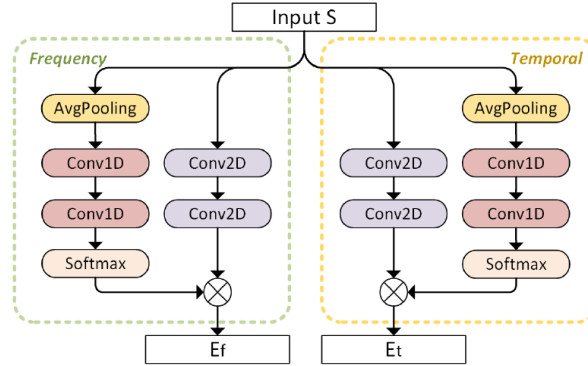 Input S
Frequency
Temporal
AvgPooling
AvgPooling
Conv1D
Conv2D
Conv2D
Conv1D
Conv1D
Conv2D
Conv2D
Conv1D
Softmax
Softmax
Ef
Et